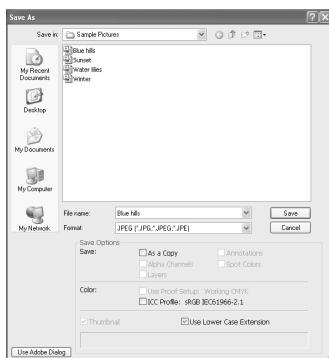 Save As
Save in: Sample Pictures
My Recent Documents
Desktop
My Documents
My Computer
My Network
Blue hills
Sunset
Water lilies
Winter
File name: Blue hills Save
Format: JPEG (*.JPG;*.JPEG;*.JPE) Cancel
Save Options
Save: As a Copy Annotations
Alpha Channels Spot Colors
Layers
Color: Use Proof Setup: Working CMYK
ICC Profile: sRGB IEC61966-2.1
Thumbnail Use Lower Case Extension
Use Adobe Dialog